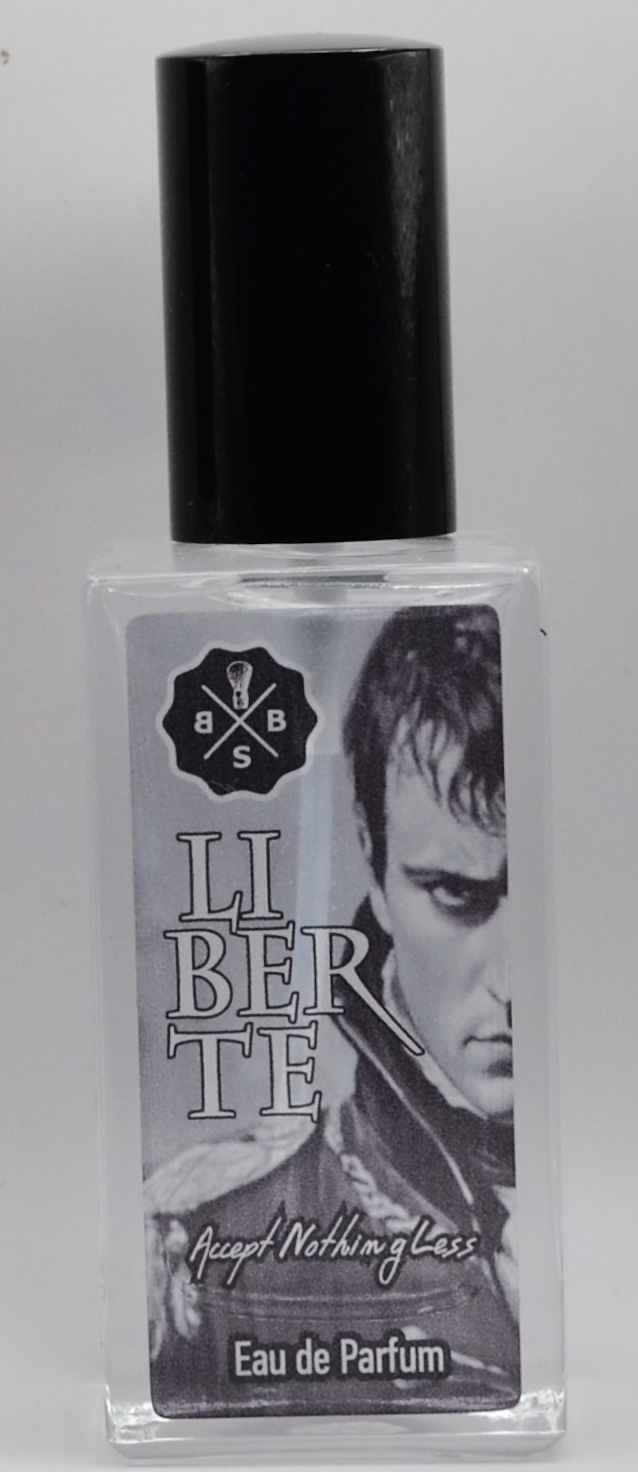 B B
S
LI
BER
TE
Accept Nothing Less
Eau de Parfum